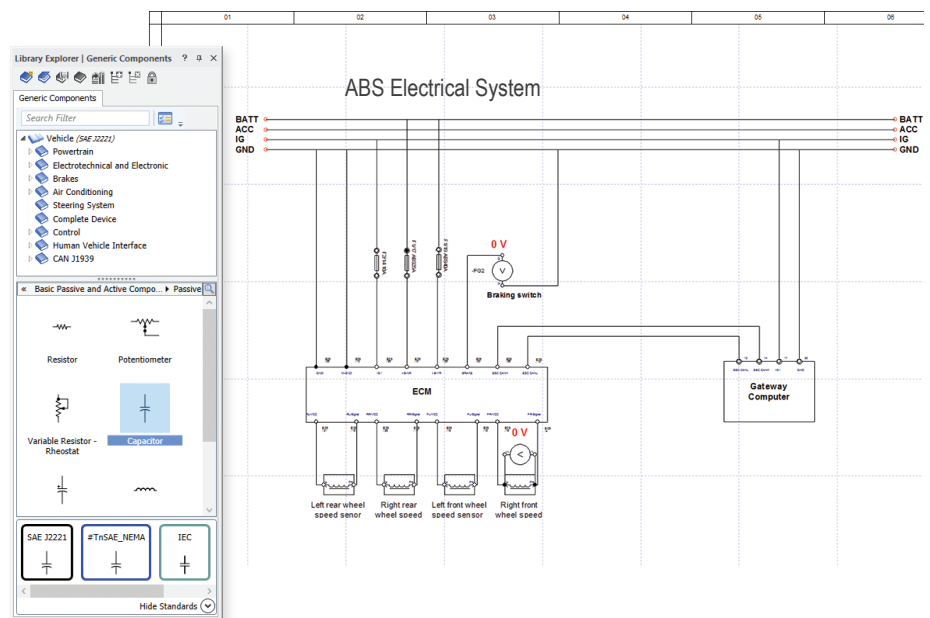 01 02 03 04 05 06
Library Explorer | Generic Components ?
Generic Components
Search Filter
Vehicle (SAE J2221)
Powertrain
Electrotechnical and Electronic
Brakes
Air Conditioning
Steering System
Complete Device
Control
Human Vehicle Interface
CAN J1939
« Basic Passive and Active Compo... Passive
Resistor Potentiometer
Variable Resistor - Rheostat
Capacitor
SAE J2221 #TnSAE_NEMA IEC
Hide Standards
ABS Electrical System
BATT BATT
ACC ACC
IG IG
GND GND
0 V
-FG2 V
Braking switch
ECM
Gateway
Computer
0 V
Left rear wheel
speed senor
Right rear
wheel speed
Left front wheel
speed sensor
Right front
wheel speed